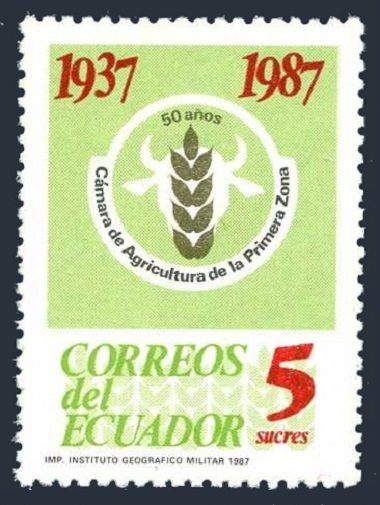 1937 1987
50 años
Cámara de Agricultura de la Primera Zona
CORREOS
del
ECUADOR
5
sucres
IMP. INSTITUTO GEOGRAFICO MILITAR 1987